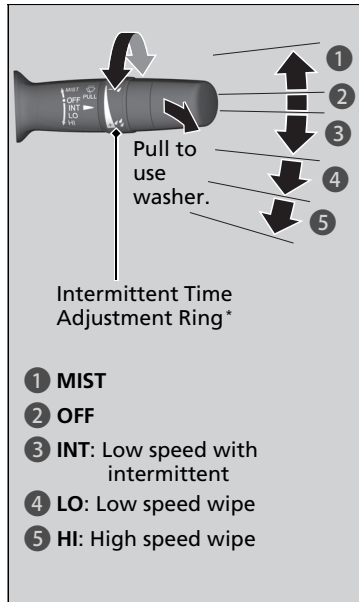 MIST
OFF
INT
LO
HI
PULL
1
2
3
4
5
Pull to
use
washer.
Intermittent Time
Adjustment Ring*
1 MIST
2 OFF
3 INT: Low speed with
intermittent
4 LO: Low speed wipe
5 HI: High speed wipe